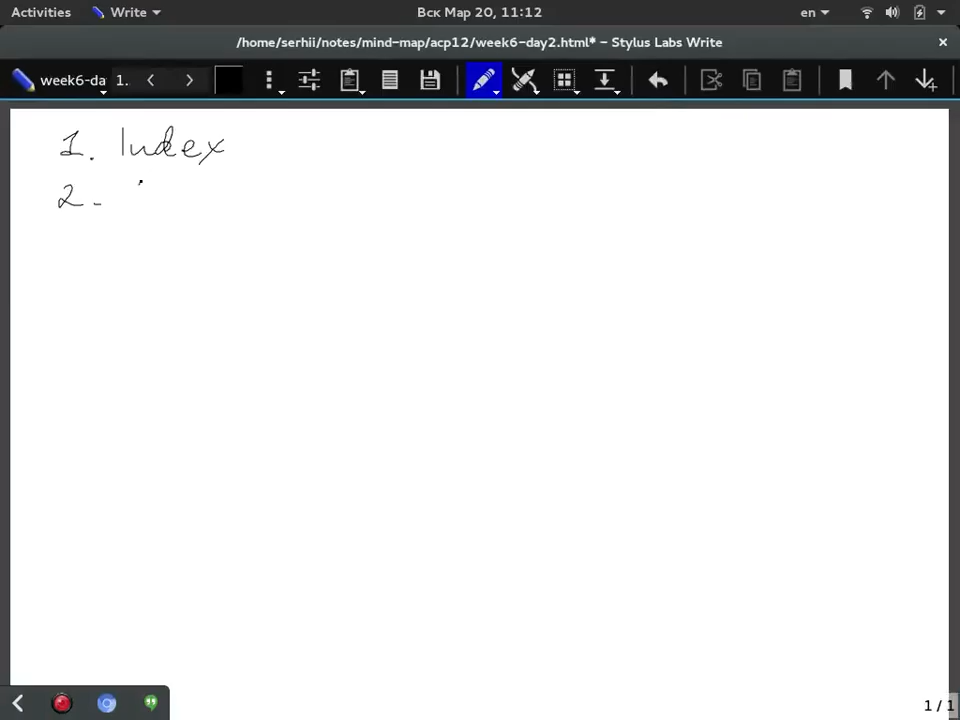 Activities Write Вск Мар 20, 11:12 en
/home/serhii/notes/mind-map/acp12/week6-day2.html* – Stylus Labs Write
week6-da 1.
1. Index
2.
1 / 1